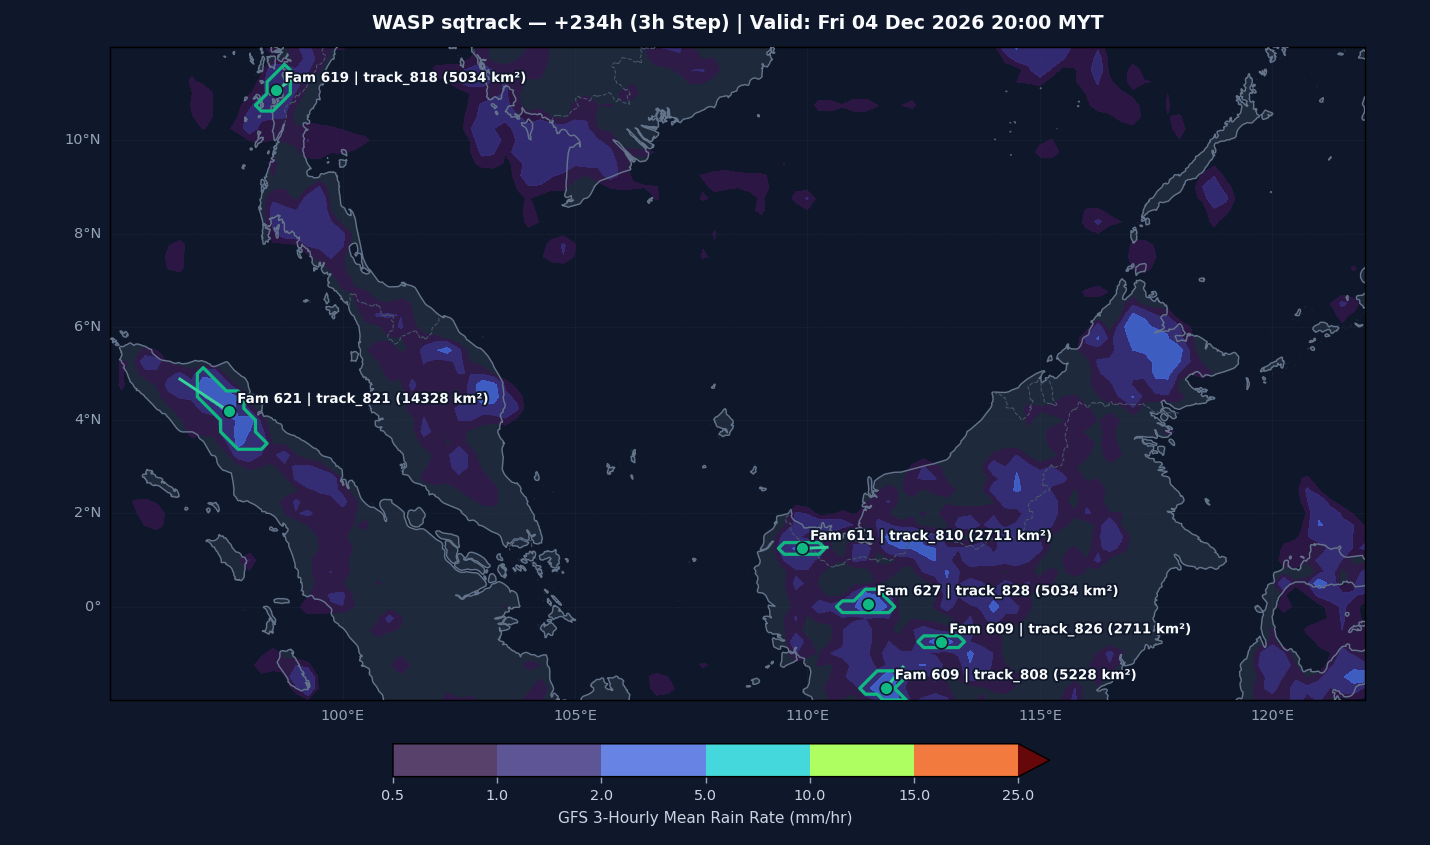 WASP sqtrack — +234h (3h Step) | Valid: Fri 04 Dec 2026 20:00 MYT
Fam 619 | track_818 (5034 km²)
10°N
8°N
6°N
Fam 621 | track_821 (14328 km²)
4°N
2°N
Fam 611 | track_810 (2711 km²)
Fam 627 | track_828 (5034 km²)
0°
Fam 609 | track_826 (2711 km²)
Fam 609 | track_808 (5228 km²)
100°E 105°E 110°E 115°E 120°E
0.5 1.0 2.0 5.0 10.0 15.0 25.0
GFS 3-Hourly Mean Rain Rate (mm/hr)